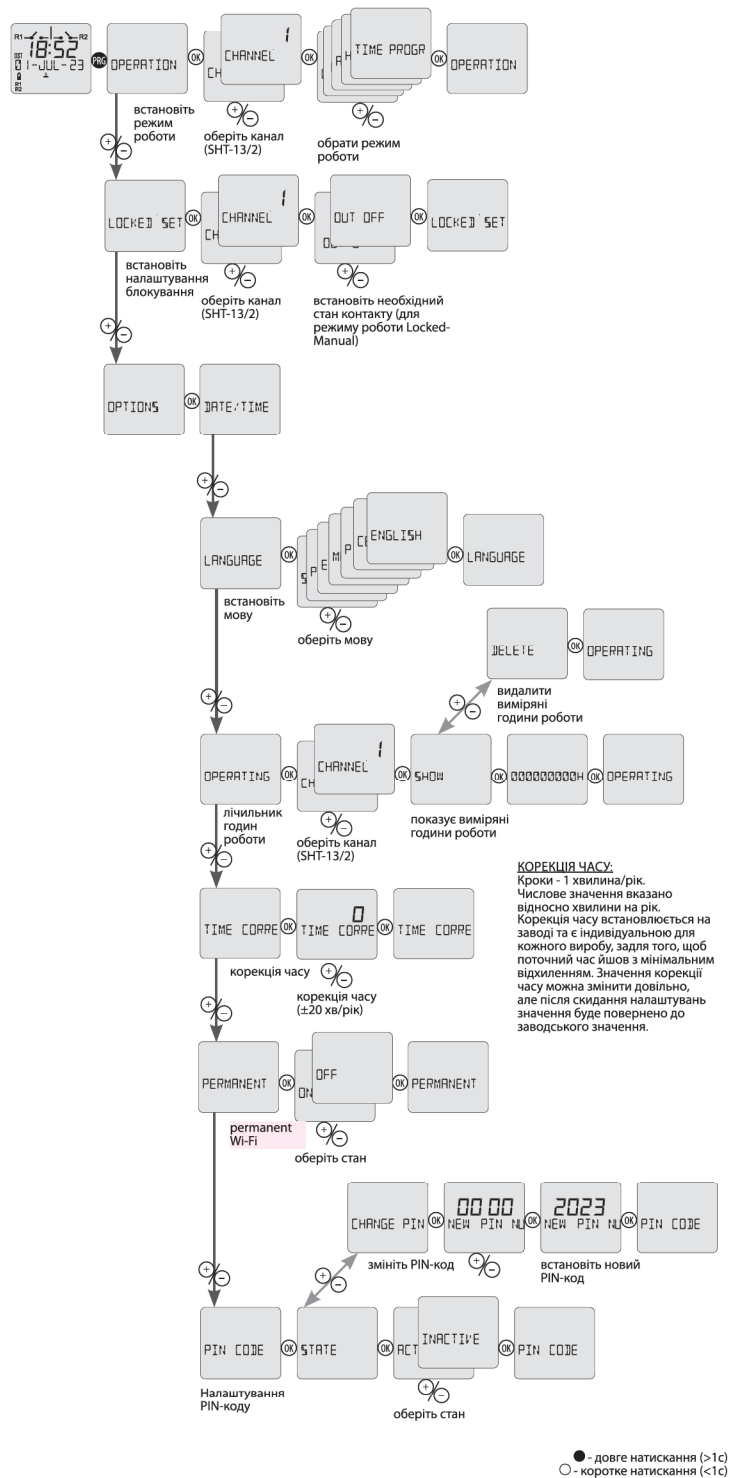 R1 R2
18:52
DST
1-JUL-23
R1
R2
PRG
OPERATION
OK
CH
CHANNEL 1
OK
TIME PROGR
OK
OPERATION
встановіть
режим
роботи
+/−
оберіть канал
(SHT-13/2)
+/−
обрати режим
роботи
+/−
LOCKED SET
OK
CH
CHANNEL 1
OK
OUT OFF
OK
LOCKED SET
встановіть
налаштування
блокування
+/−
оберіть канал
(SHT-13/2)
+/−
встановіть необхідний
стан контакту (для
режиму роботи Locked-
Manual)
+/−
OPTIONS
OK
DATE/TIME
+/−
LANGUAGE
OK
S
P
E
M
P
CE
ENGLISH
OK
LANGUAGE
встановіть
мову
+/−
оберіть мову
DELETE
OK
OPERATING
+/−
видалити
виміряні
години роботи
+/−
OPERATING
OK
CH
CHANNEL 1
OK
SHOW
OK
000000000H
OK
OPERATING
лічильник
годин
роботи
+/−
оберіть канал
(SHT-13/2)
показує виміряні
години роботи
+/−
КОРЕКЦІЯ ЧАСУ:
Кроки - 1 хвилина/рік.
Числове значення вказано
відносно хвилини на рік.
Корекція часу встановлюється на
заводі та є індивідуальною для
кожного виробу, задля того, щоб
поточний час йшов з мінімальним
відхиленням. Значення корекції
часу можна змінити довільно,
але після скидання налаштувань
значення буде повернено до
заводського значення.
TIME CORRE
OK
0
TIME CORRE
OK
TIME CORRE
корекція часу
+/−
корекція часу
(±20 хв/рік)
+/−
PERMANENT
OK
ON
OFF
OK
PERMANENT
permanent
Wi-Fi
+/−
оберіть стан
CHANGE PIN
OK
00 00
NEW PIN NU
OK
2023
NEW PIN NU
OK
PIN CODE
змініть PIN-код
+/−
встановіть новий
PIN-код
+/−
+/−
PIN CODE
OK
STATE
OK
ACT
INACTIVE
OK
PIN CODE
Налаштування
PIN-коду
+/−
оберіть стан
- довге натискання (>1с)
- коротке натискання (<1с)